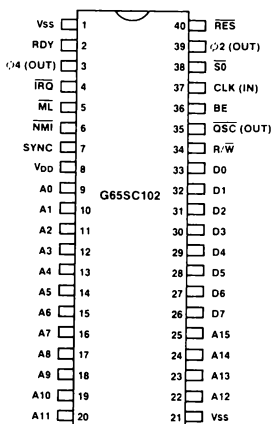 Vss 1 40 RES
RDY 2 39 φ2 (OUT)
φ4 (OUT) 3 38 S0
IRQ 4 37 CLK (IN)
ML 5 36 BE
NMI 6 35 OSC (OUT)
SYNC 7 34 R/W
VDD 8 33 D0
A0 9 32 D1
G65SC102
A1 10 31 D2
A2 11 30 D3
A3 12 29 D4
A4 13 28 D5
A5 14 27 D6
A6 15 26 D7
A7 16 25 A15
A8 17 24 A14
A9 18 23 A13
A10 19 22 A12
A11 20 21 Vss